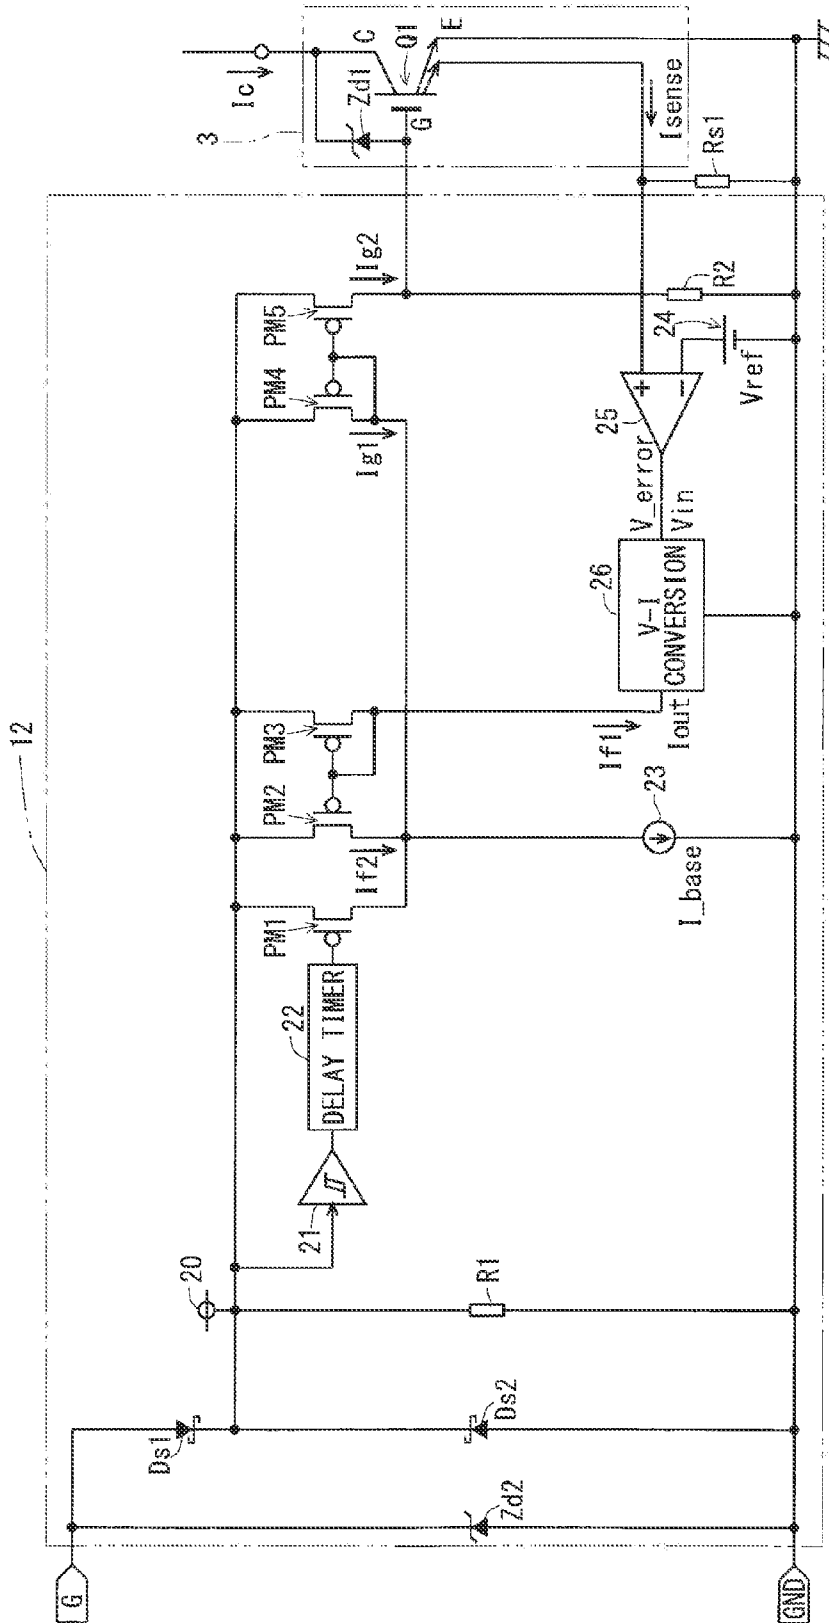 12
G
Ds1
Zd2
GND
20
Ds2
R1
21
22
DELAY TIMER
PM1
PM2
PM3
If2
I_base
23
If1
Iout
26
V-I
CONVERSION
V_error
Vin
25
+
-
24
Vref
PM4
PM5
Ig1
Ig2
R2
3
Ic
Zd1
C
Q1
G
E
Isense
Rs1